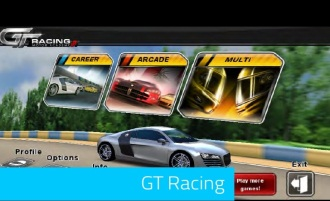 GT RACING
CAREER
ARCADE
MULTI
Profile
Options
Info
Exit
Play more
games!
GT Racing